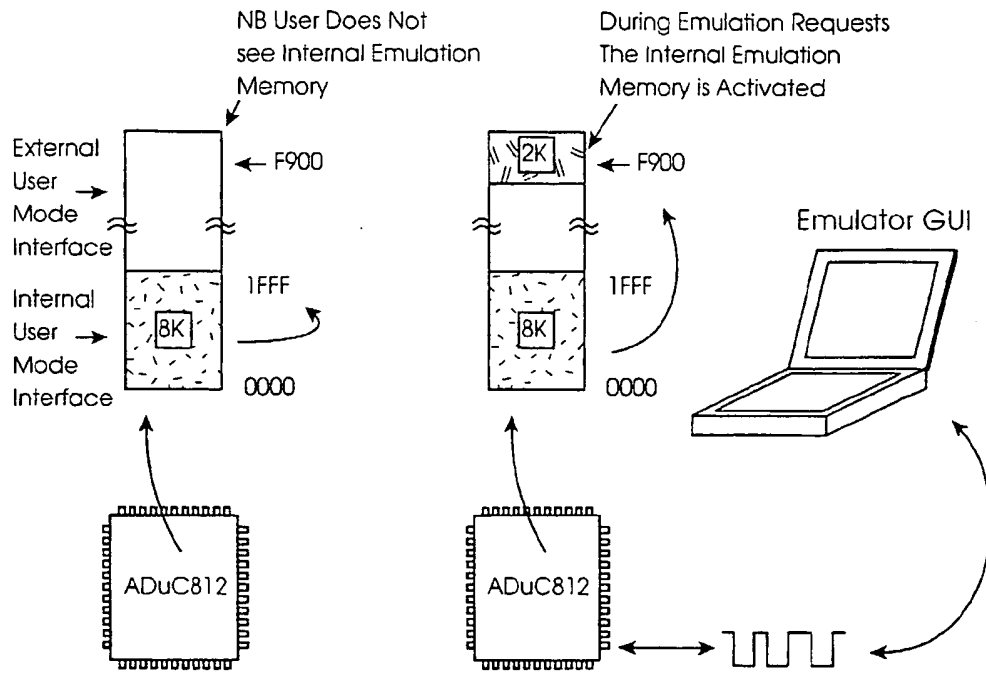 NB User Does Not
see Internal Emulation
Memory
During Emulation Requests
The Internal Emulation
Memory is Activated
External
User
Mode
Interface
F900
2K
F900
Emulator GUI
Internal
User
Mode
Interface
1FFF
8K
0000
1FFF
8K
0000
ADuC812
ADuC812